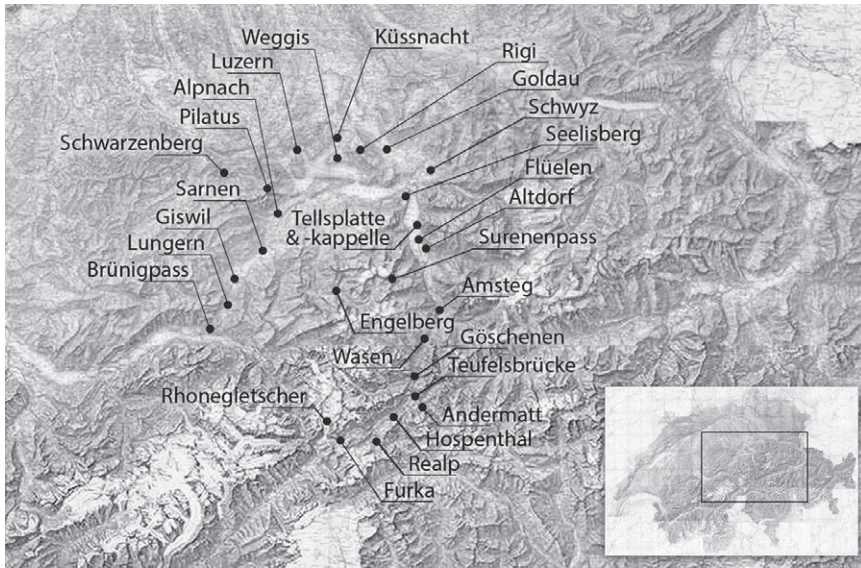 Weggis
Küssnacht
Luzern
Rigi
Alpnach
Goldau
Pilatus
Schwyz
Schwarzenberg
Seelisberg
Sarnen
Flüelen
Giswil
Tellsplatte
& -kappelle
Altdorf
Lungern
Surenenpass
Brünigpass
Amsteg
Engelberg
Göschenen
Wasen
Teufelsbrücke
Rhonegletscher
Andermatt
Hospenthal
Realp
Furka